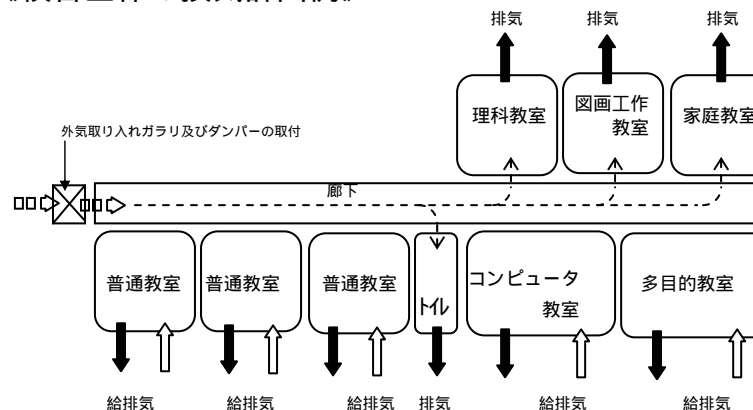 排気
排気
排気
理科教室
図画工作
教室
家庭教室
外気取り入れガラリ及びダンパーの取付
廊下
普通教室
普通教室
普通教室
トイレ
コンピュータ
教室
多目的教室
給排気
給排気
給排気
排気
給排気
給排気